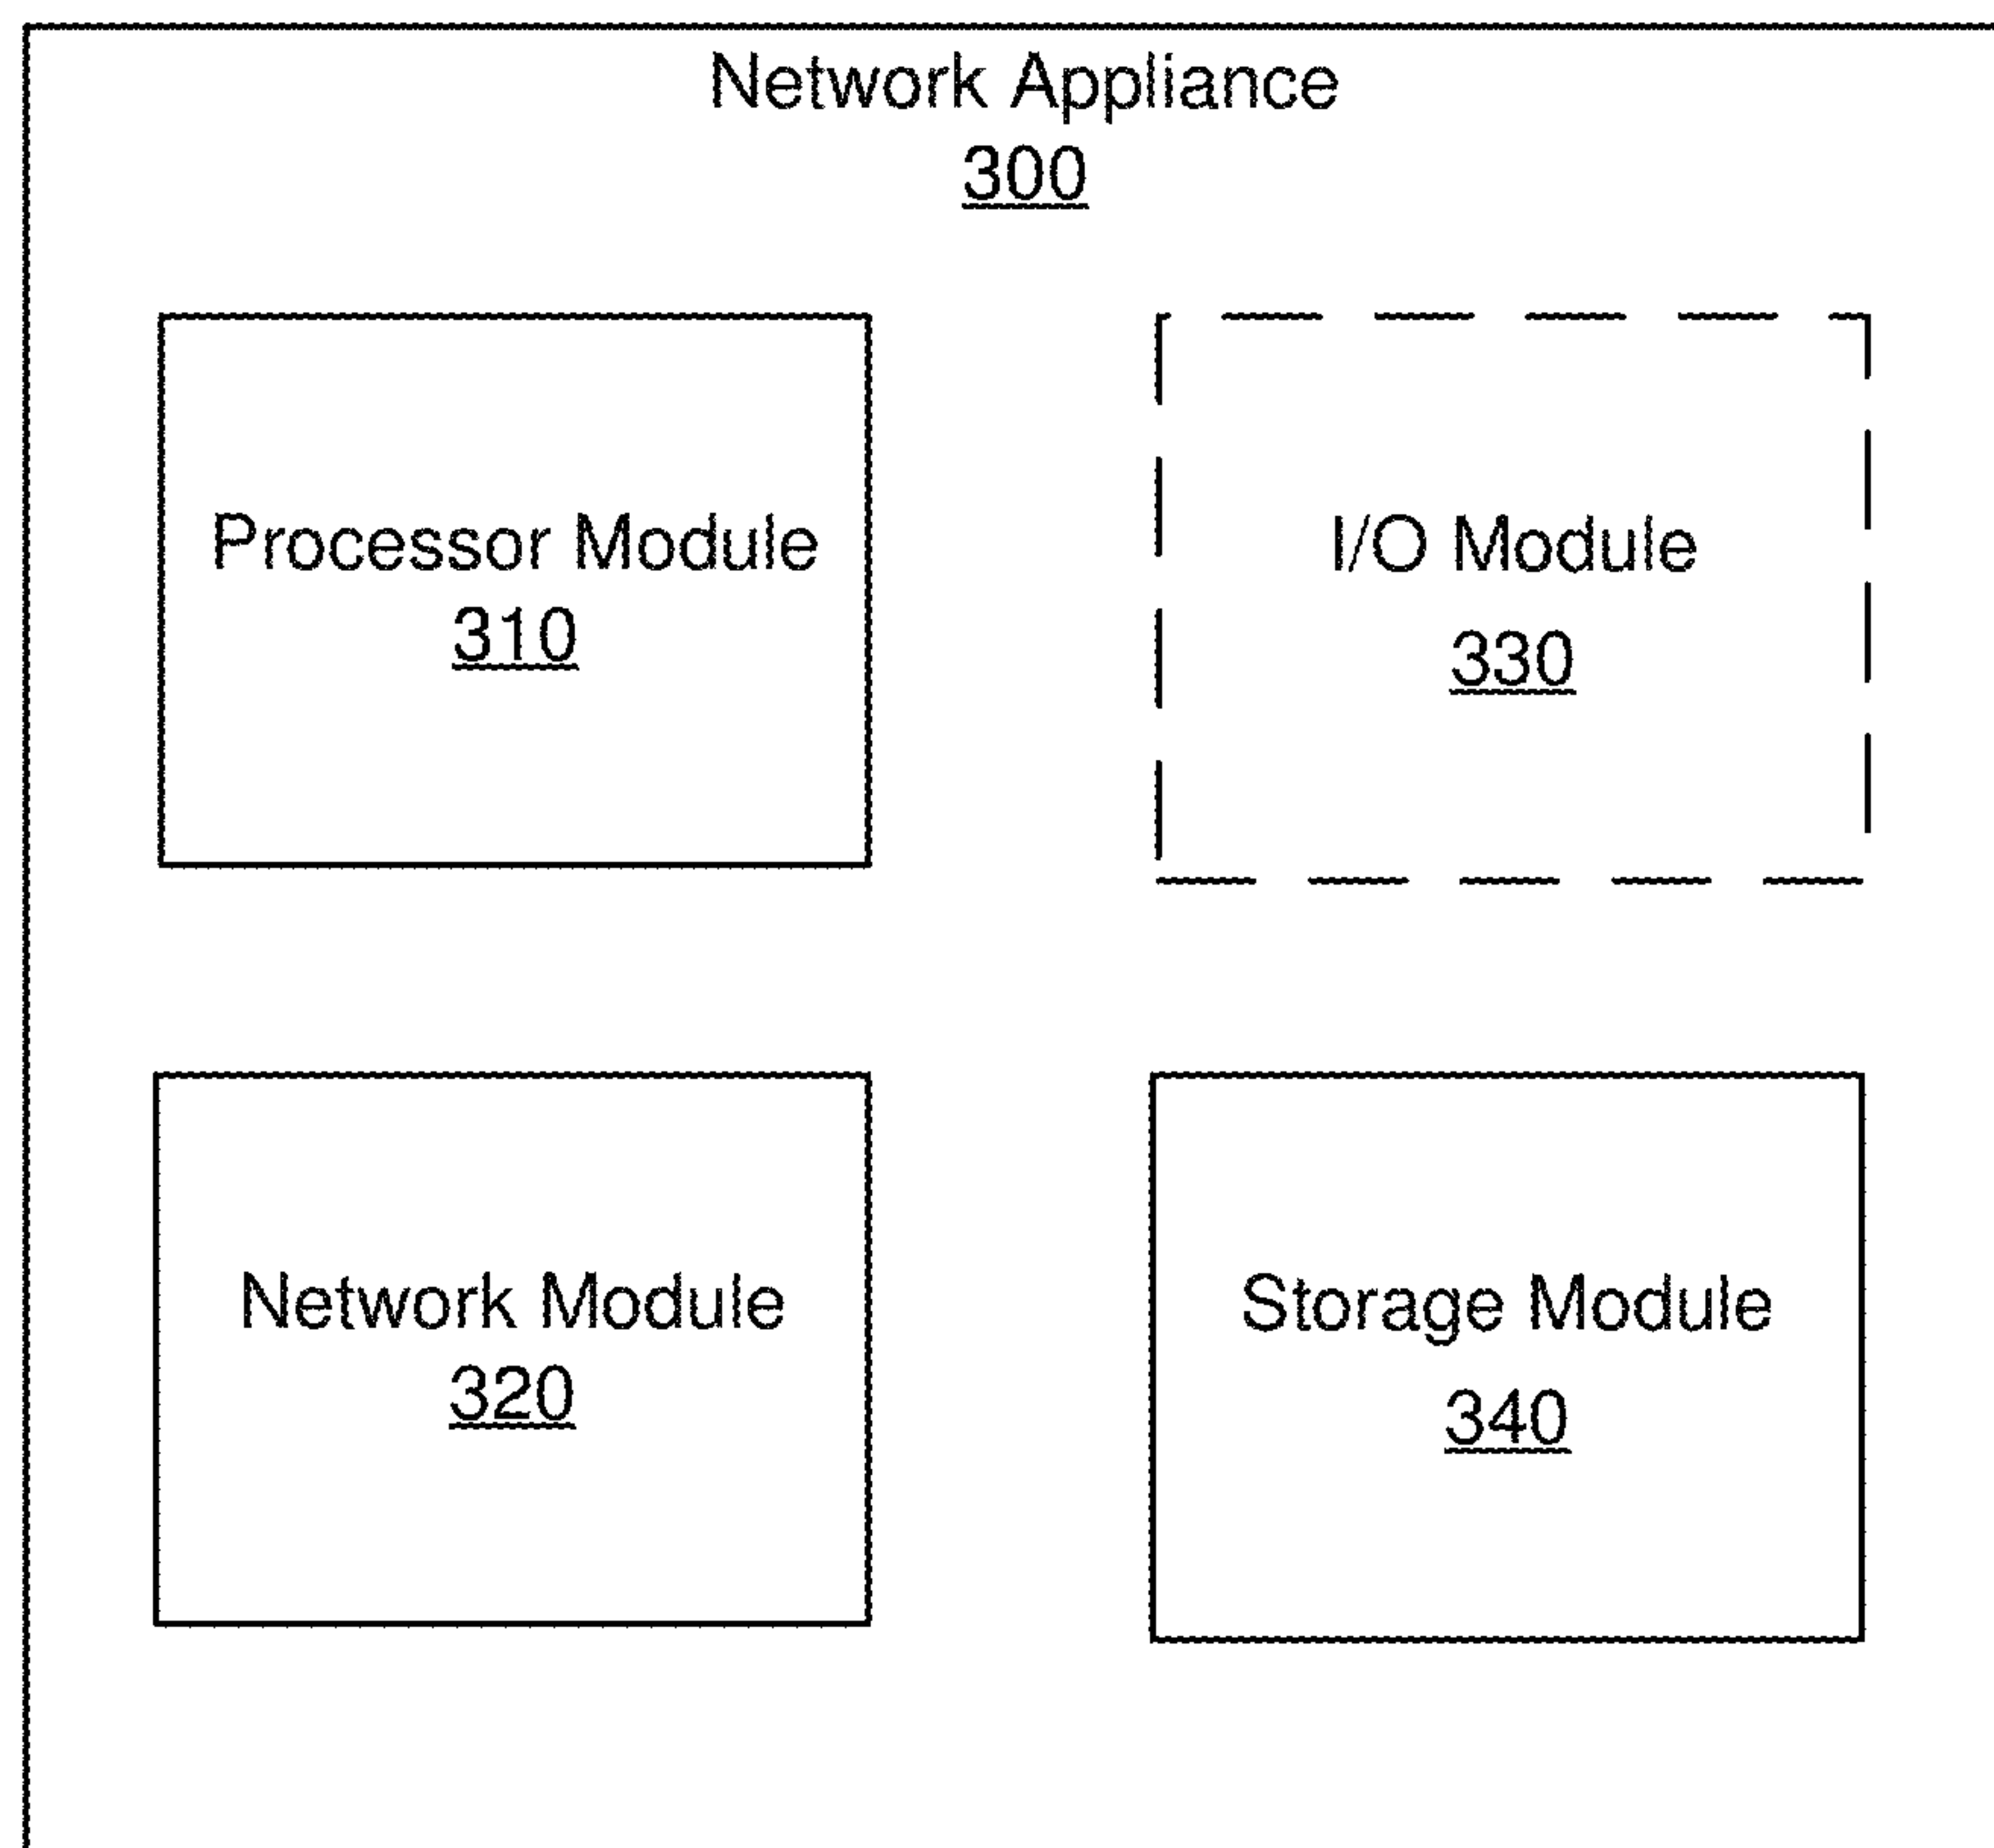 Network Appliance
300
Processor Module
310
I/O Module
330
Network Module
320
Storage Module
340